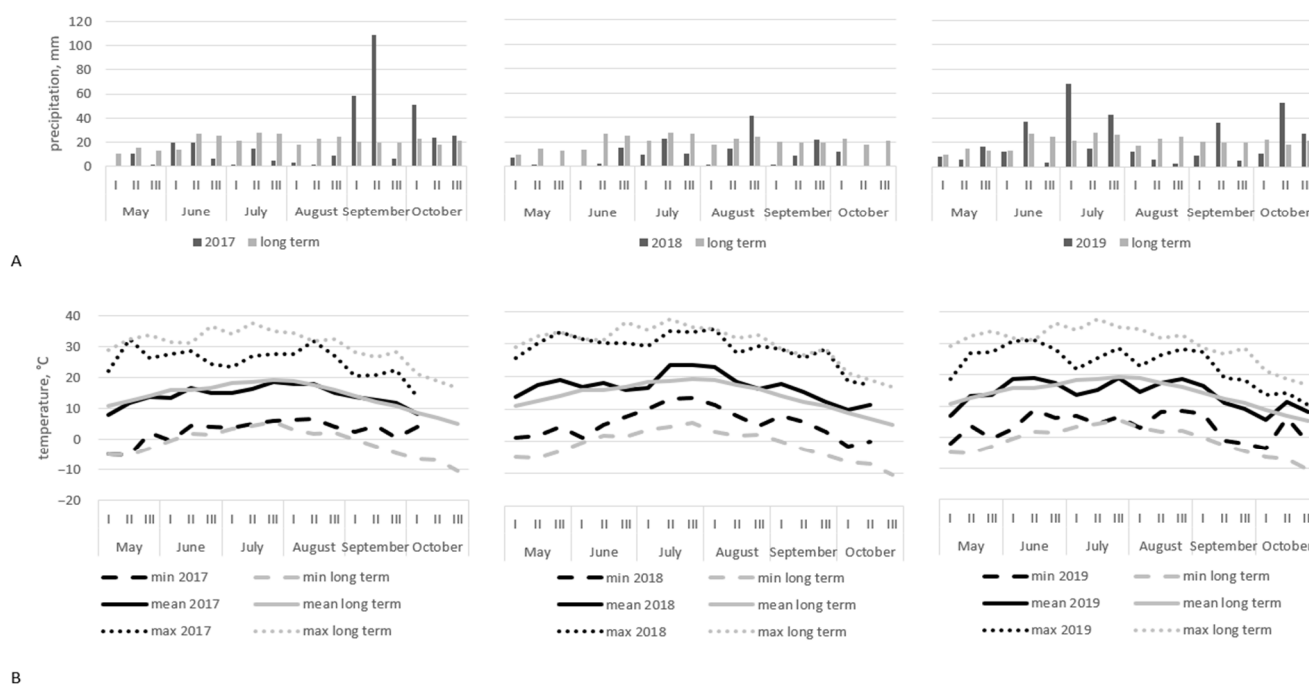 120
100
80
60
40
20
0
precipitation, mm
I II III I II III I II III I II III I II III I II III
May June July August September October
2017 long term
I II III I II III I II III I II III I II III I II III
May June July August September October
2018 long term
I II III I II III I II III I II III I II III I II III
May June July August September October
2019 long term
A
40
30
20
10
0
−10
−20
temperature, °C
I II III I II III I II III I II III I II III I II III
May June July August September October
min 2017 min long term
mean 2017 mean long term
max 2017 max long term
I II III I II III I II III I II III I II III I II III
May June July August September October
min 2018 min long term
mean 2018 mean long term
max 2018 max long term
I II III I II III I II III I II III I II III I II III
May June July August September October
min 2019 min long term
mean 2019 mean long term
max 2019 max long term
B